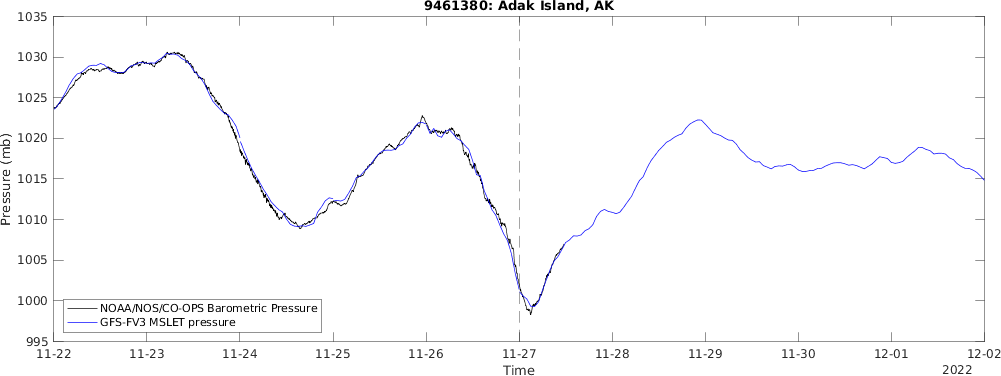 9461380: Adak Island, AK
Pressure (mb)
1035
1030
1025
1020
1015
1010
1005
1000
995
NOAA/NOS/CO-OPS Barometric Pressure
GFS-FV3 MSLET pressure
11-22 11-23 11-24 11-25 11-26 11-27 11-28 11-29 11-30 12-01 12-02
Time
2022